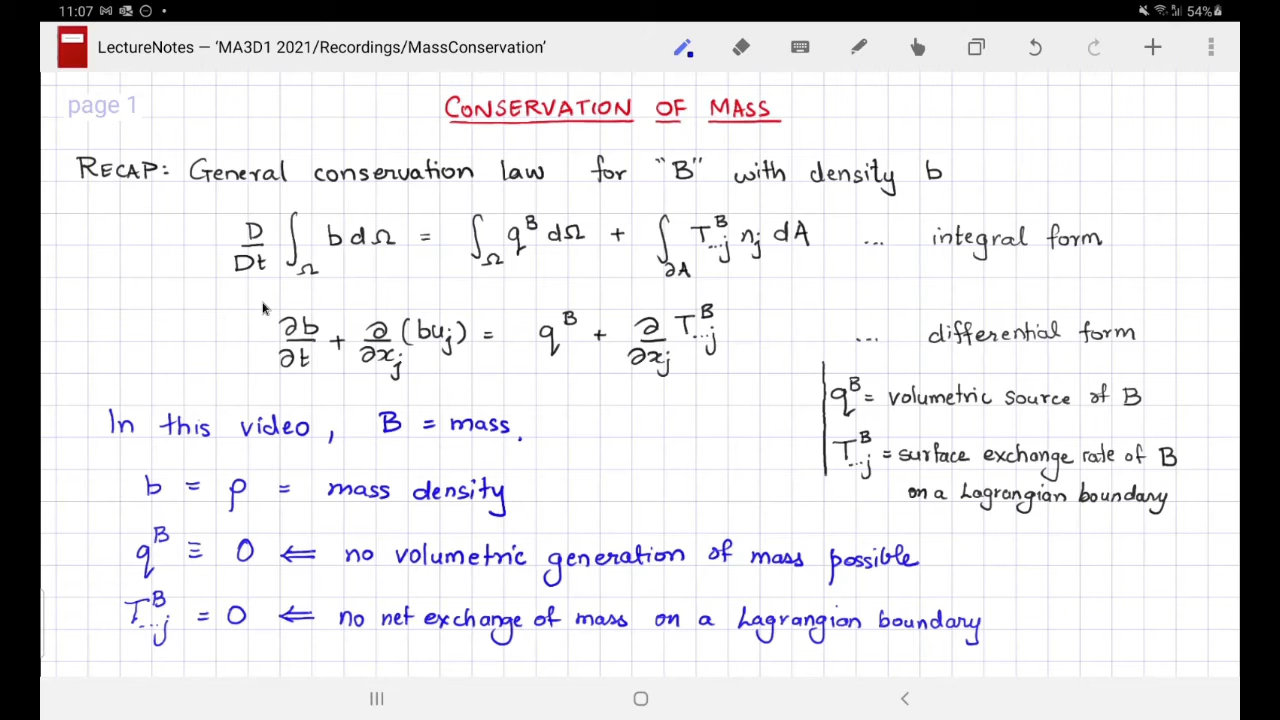 11:07
54%
LectureNotes — ‘MA3D1 2021/Recordings/MassConservation’
page 1
CONSERVATION OF MASS
RECAP: General conservation law for "B" with density b
D/Dt ∫_Ω b dΩ = ∫_Ω q^B dΩ + ∫_∂A T^B_...j n_j dA ... integral form
∂b/∂t + ∂/∂x_j (bu_j) = q^B + ∂/∂x_j T^B_...j ... differential form
q^B = volumetric source of B
T^B_...j = surface exchange rate of B
on a Lagrangian boundary
In this video, B = mass.
b = ρ = mass density
q^B ≡ 0 ⇐ no volumetric generation of mass possible
T^B_...j = 0 ⇐ no net exchange of mass on a Lagrangian boundary